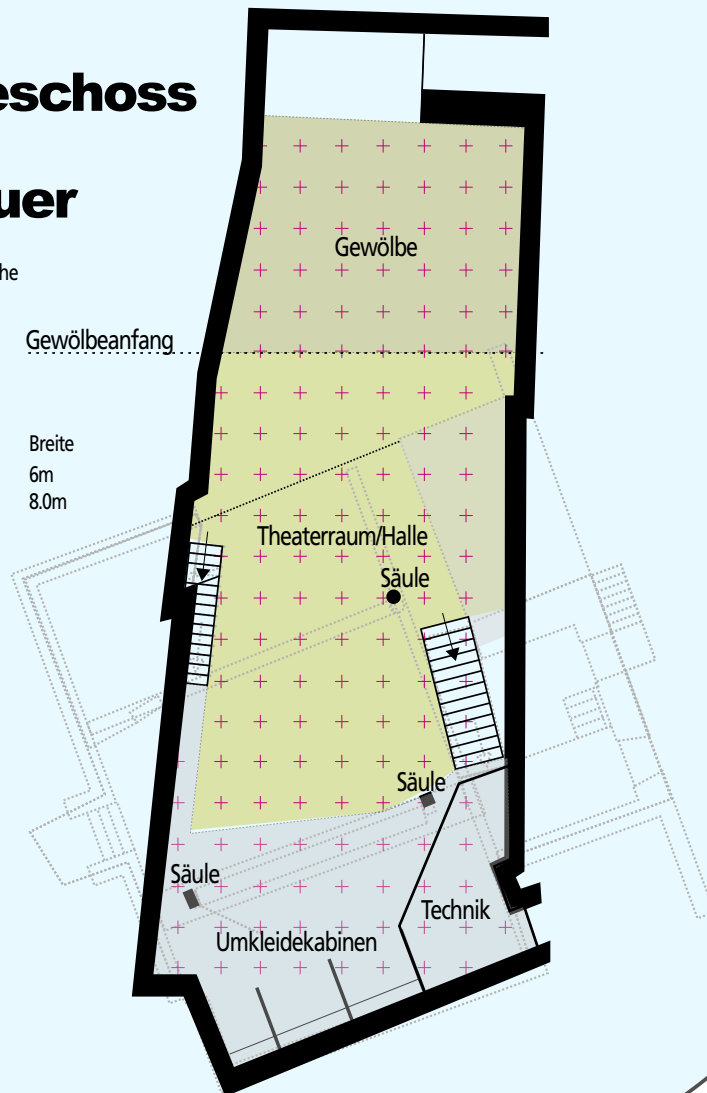 eschoss
uer
he
Gewölbe
Gewölbeanfang
Breite
6m
8.0m
Theaterraum/Halle
Säule
Säule
Säule
Technik
Umkleidekabinen